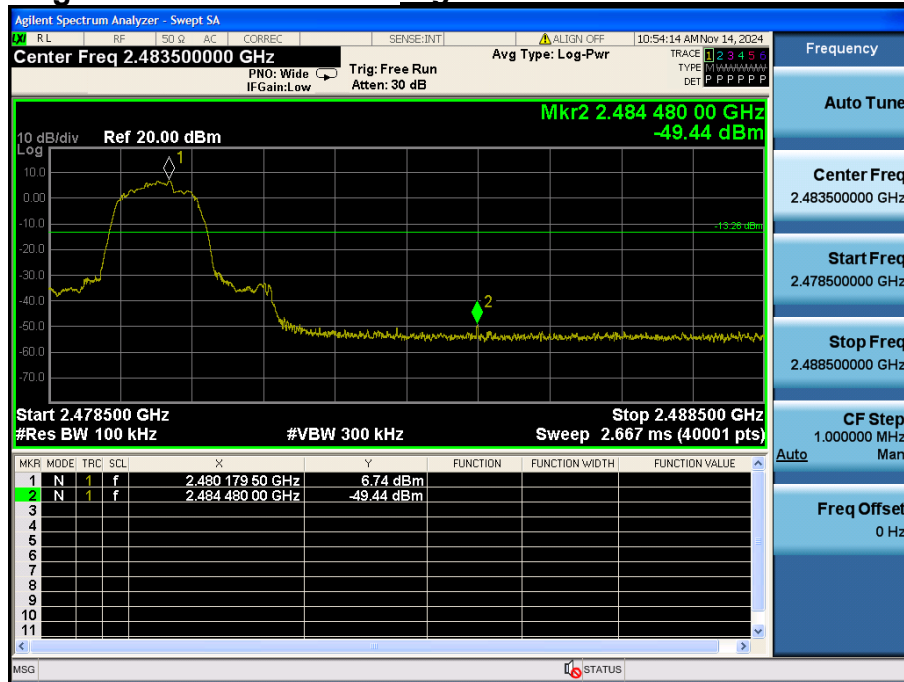 Agilent Spectrum Analyzer - Swept SA
LXI RL RF 50 Ω AC CORREC SENSE:INT ALIGN OFF 10:54:14 AM Nov 14, 2024
Center Freq 2.483500000 GHz
PNO: Wide
IFGain:Low
Trig: Free Run
Atten: 30 dB
Avg Type: Log-Pwr
TRACE 1 2 3 4 5 6
TYPE M WWWWW
DET P P P P P P
Mkr2 2.484 480 00 GHz
-49.44 dBm
10 dB/div Ref 20.00 dBm
Log
10.0
0.00
-10.0
-20.0
-30.0
-40.0
-50.0
-60.0
-70.0
1
2
-13.26 dBm
Start 2.478500 GHz Stop 2.488500 GHz
#Res BW 100 kHz #VBW 300 kHz Sweep 2.667 ms (40001 pts)
MKR MODE TRC SCL X Y FUNCTION FUNCTION WIDTH FUNCTION VALUE
1 N 1 f 2.480 179 50 GHz 6.74 dBm
2 N 1 f 2.484 480 00 GHz -49.44 dBm
3
4
5
6
7
8
9
10
11
MSG STATUS
Frequency
Auto Tune
Center Freq
2.483500000 GHz
Start Freq
2.478500000 GHz
Stop Freq
2.488500000 GHz
CF Step
1.000000 MHz
Auto Man
Freq Offset
0 Hz